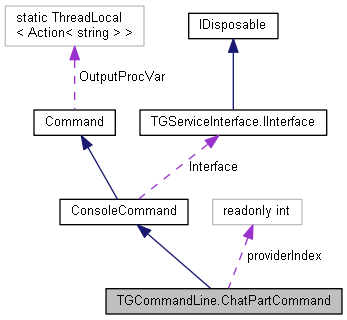 static ThreadLocal
< Action< string > >
IDisposable
OutputProcVar
Command
TGServiceInterface.IInterface
Interface
ConsoleCommand
readonly int
providerIndex
TGCommandLine.ChatPartCommand